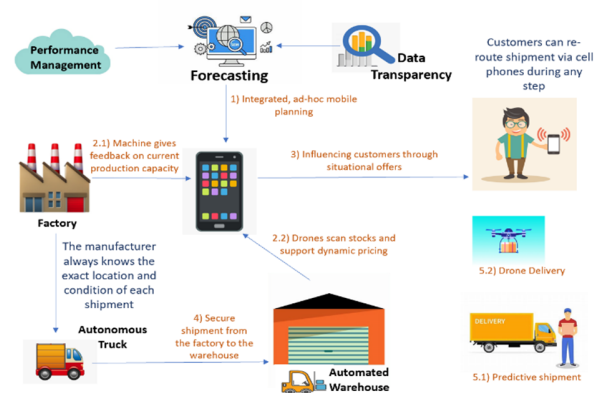 Performance
Management
Forecasting
Data
Transparency
Customers can re-
route shipment via cell
phones during any
step
1) Integrated, ad-hoc mobile
planning
2.1) Machine gives
feedback on current
production capacity
3) Influencing customers through
situational offers
Factory
2.2) Drones scan stocks and
support dynamic pricing
The manufacturer
always knows the
exact location and
condition of each
shipment
5.2) Drone Delivery
4) Secure
shipment from
the factory to the
warehouse
Autonomous
Truck
Automated
Warehouse
DELIVERY
5.1) Predictive shipment